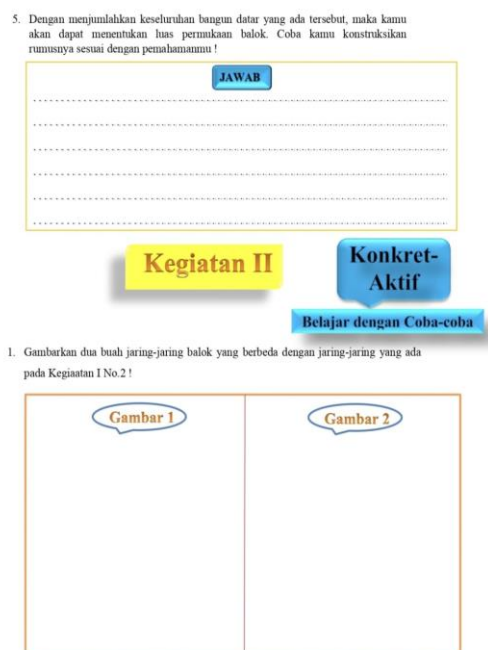 5. Dengan menjumlahkan keseluruhan bangun datar yang ada tersebut, maka kamu
akan dapat menentukan luas permukaan balok. Coba kamu konstruksikan
rumusnya sesuai dengan pemahamanmu !
JAWAB
Kegiatan II
Konkret-
Aktif
Belajar dengan Coba-coba
1. Gambarkan dua buah jaring-jaring balok yang berbeda dengan jaring-jaring yang ada
pada Kegiaatan I No.2 !
Gambar 1
Gambar 2